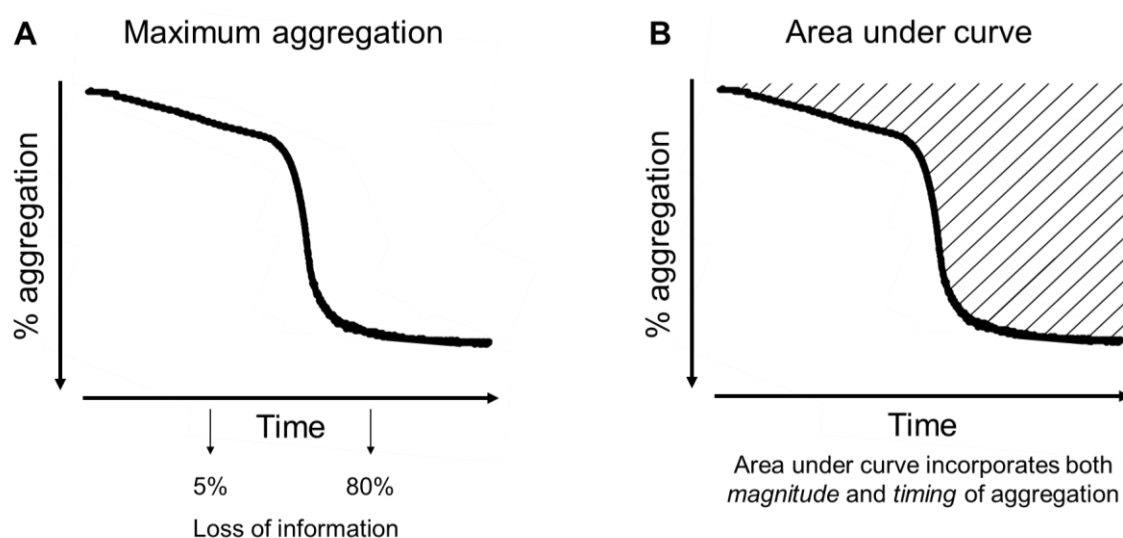 A
Maximum aggregation
% aggregation
Time
5%
80%
Loss of information
B
Area under curve
% aggregation
Time
Area under curve incorporates both
magnitude and timing of aggregation